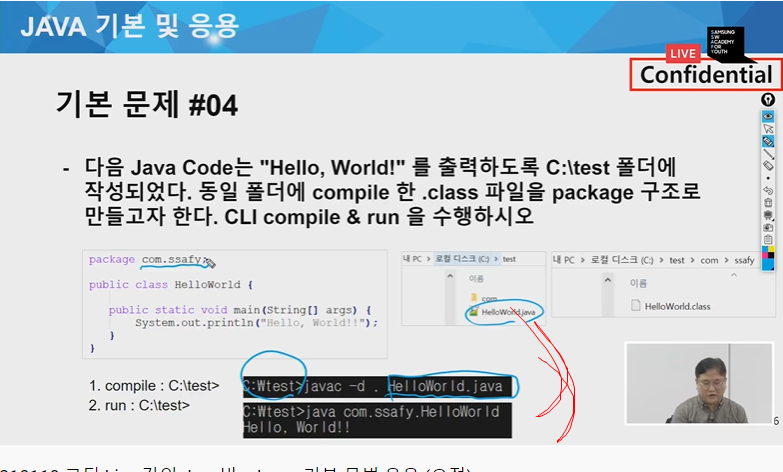 JAVA 기본 및 응용
SAMSUNG
SW
ACADEMY
FOR
YOUTH
LIVE
Confidential
기본 문제 #04
- 다음 Java Code는 "Hello, World!" 를 출력하도록 C:\test 폴더에
작성되었다. 동일 폴더에 compile 한 .class 파일을 package 구조로
만들고자 한다. CLI compile & run 을 수행하시오
package com.ssafy;
public class HelloWorld {
public static void main(String[] args) {
System.out.println("Hello, World!!");
}
}
내 PC > 로컬 디스크 (C:) > test
이름
com
HelloWorld.java
내 PC > 로컬 디스크 (C:) > test > com > ssafy
이름
HelloWorld.class
1. compile : C:\test>
C:\test>javac -d . HelloWorld.java
2. run : C:\test>
C:\test>java com.ssafy.HelloWorld
Hello, World!!
6